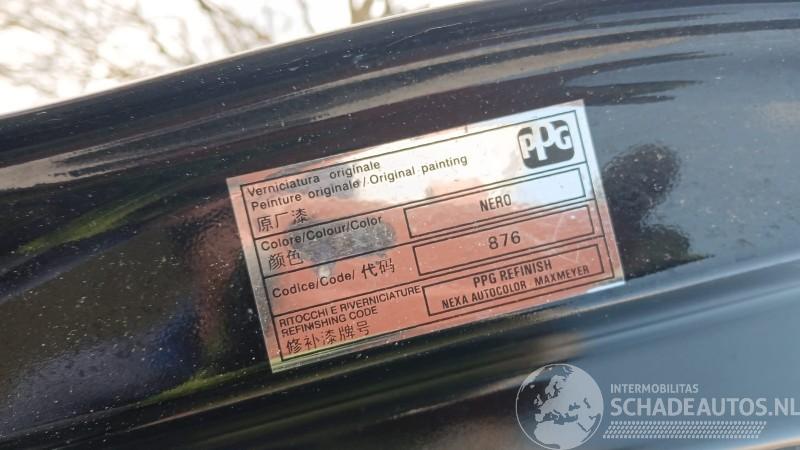 PPG
Verniciatura originale
Peinture originale/Original painting
原厂漆
Colore/Colour/Color
颜色
NERO
Codice/Code/代码
876
RITOCCHI E RIVERNICIATURE
REFINISHING CODE
修补漆牌号
PPG REFINISH
NEXA AUTOCOLOR - MAXMEYER
INTERMOBILITAS
SCHADEAUTOS.NL